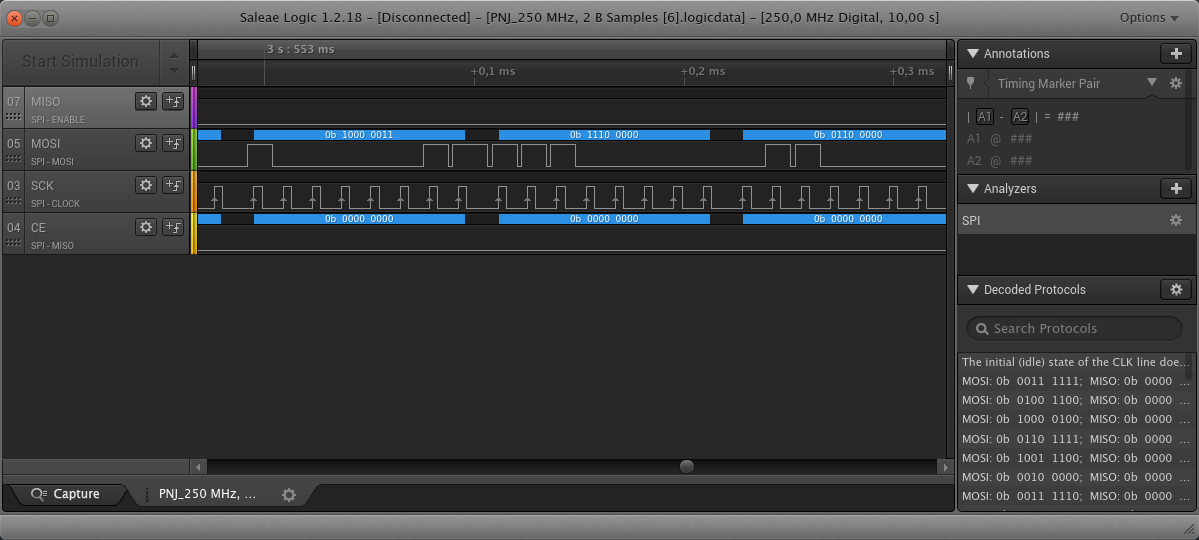 Saleae Logic 1.2.18 – [Disconnected] – [PNJ_250 MHz, 2 B Samples [6].logicdata] – [250,0 MHz Digital, 10,00 s]
Options
Start Simulation
3 s : 553 ms
+0,1 ms
+0,2 ms
+0,3 ms
07 MISO
SPI - ENABLE
05 MOSI
SPI - MOSI
0b 1000 0011
0b 1110 0000
0b 0110 0000
03 SCK
SPI - CLOCK
04 CE
SPI - MISO
0b 0000 0000
0b 0000 0000
0b 0000 0000
Annotations
Timing Marker Pair
| A1 - A2 | = ###
A1 @ ###
A2 @ ###
Analyzers
SPI
Decoded Protocols
Search Protocols
The initial (idle) state of the CLK line doe...
MOSI: 0b 0011 1111; MISO: 0b 0000 ...
MOSI: 0b 0100 1100; MISO: 0b 0000 ...
MOSI: 0b 1000 0100; MISO: 0b 0000 ...
MOSI: 0b 0110 1111; MISO: 0b 0000 ...
MOSI: 0b 1001 1100; MISO: 0b 0000 ...
MOSI: 0b 0010 0000; MISO: 0b 0000 ...
MOSI: 0b 0011 1110; MISO: 0b 0000 ...
Capture
PNJ_250 MHz, ...